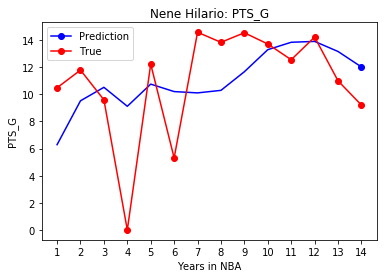 Nene Hilario: PTS_G
Prediction
True
PTS_G
14
12
10
8
6
4
2
0
1 2 3 4 5 6 7 8 9 10 11 12 13 14
Years in NBA